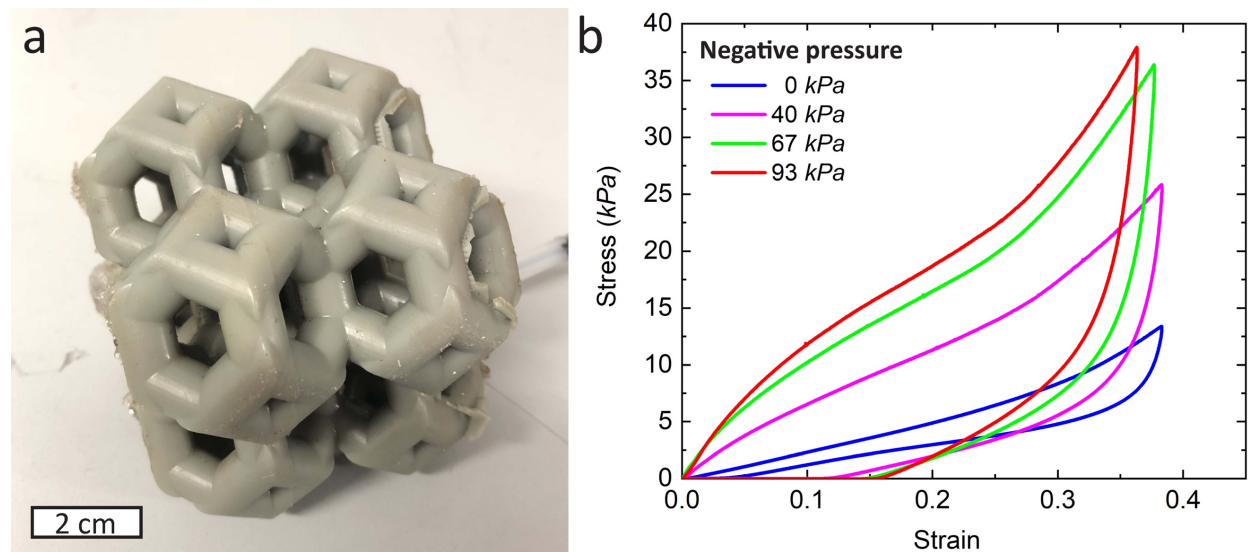 a
2 cm
b
Negative pressure
0 kPa
40 kPa
67 kPa
93 kPa
Stress (kPa)
40
35
30
25
20
15
10
5
0
0.0 0.1 0.2 0.3 0.4
Strain